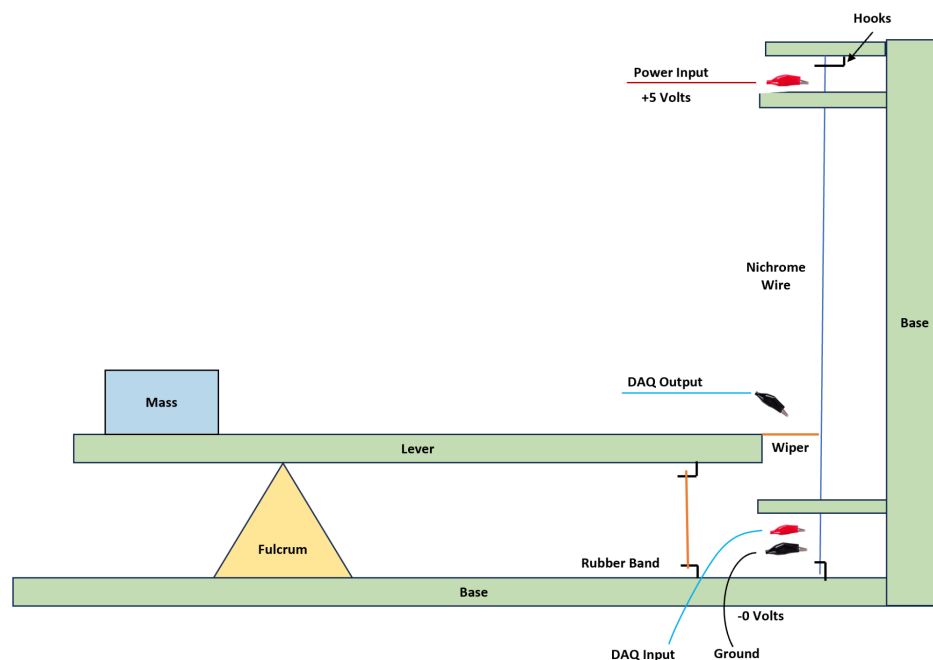 Hooks
Power Input
+5 Volts
Nichrome
Wire
Base
DAQ Output
Mass
Lever
Wiper
Fulcrum
Rubber Band
Base
-0 Volts
DAQ Input
Ground